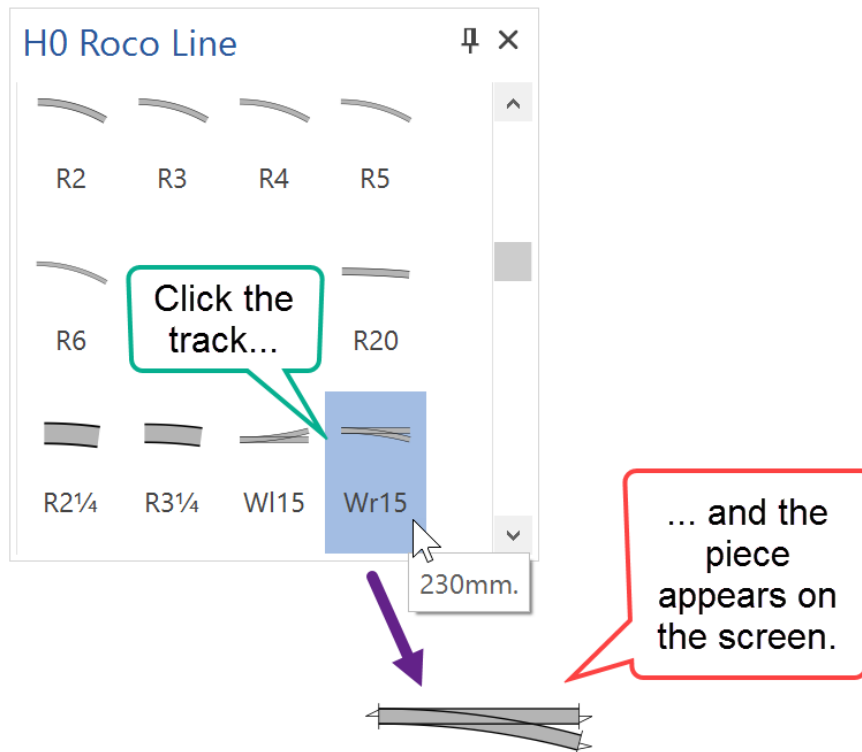 H0 Roco Line
R2 R3 R4 R5
R6 R20
Click the
track...
R2¼ R3¼ Wl15 Wr15
230mm.
... and the
piece
appears on
the screen.